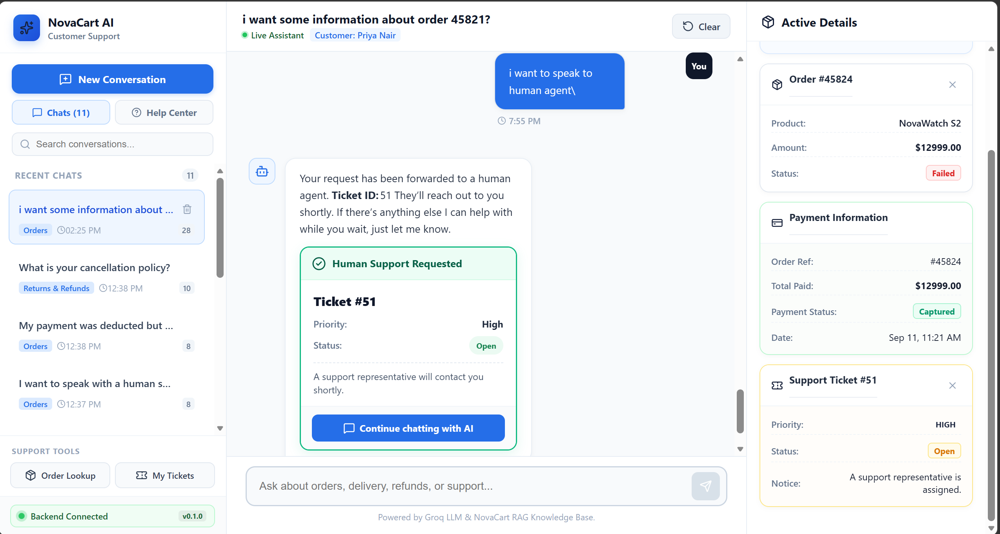 NovaCart AI
Customer Support
New Conversation
Chats (11)
Help Center
Search conversations...
RECENT CHATS
11
i want some information about ...
Orders
02:25 PM
28
What is your cancellation policy?
Returns & Refunds
12:38 PM
10
My payment was deducted but ...
Orders
12:38 PM
8
I want to speak with a human s...
Orders
12:37 PM
8
SUPPORT TOOLS
Order Lookup
My Tickets
Backend Connected
v0.1.0
i want some information about order 45821?
Live Assistant
Customer: Priya Nair
Clear
i want to speak to
human agent\
You
7:55 PM
Your request has been forwarded to a human
agent. Ticket ID: 51 They’ll reach out to you
shortly. If there’s anything else I can help with
while you wait, just let me know.
Human Support Requested
Ticket #51
Priority: High
Status: Open
A support representative will contact you
shortly.
Continue chatting with AI
Ask about orders, delivery, refunds, or support...
Powered by Groq LLM & NovaCart RAG Knowledge Base.
Active Details
Order #45824
Product: NovaWatch S2
Amount: $12999.00
Status: Failed
Payment Information
Order Ref: #45824
Total Paid: $12999.00
Payment Status: Captured
Date: Sep 11, 11:21 AM
Support Ticket #51
Priority: HIGH
Status: Open
Notice: A support representative is
assigned.